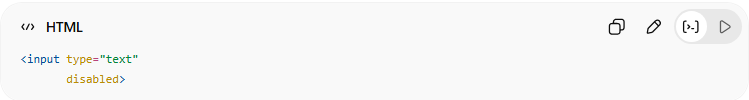 HTML
<input type="text"
disabled>